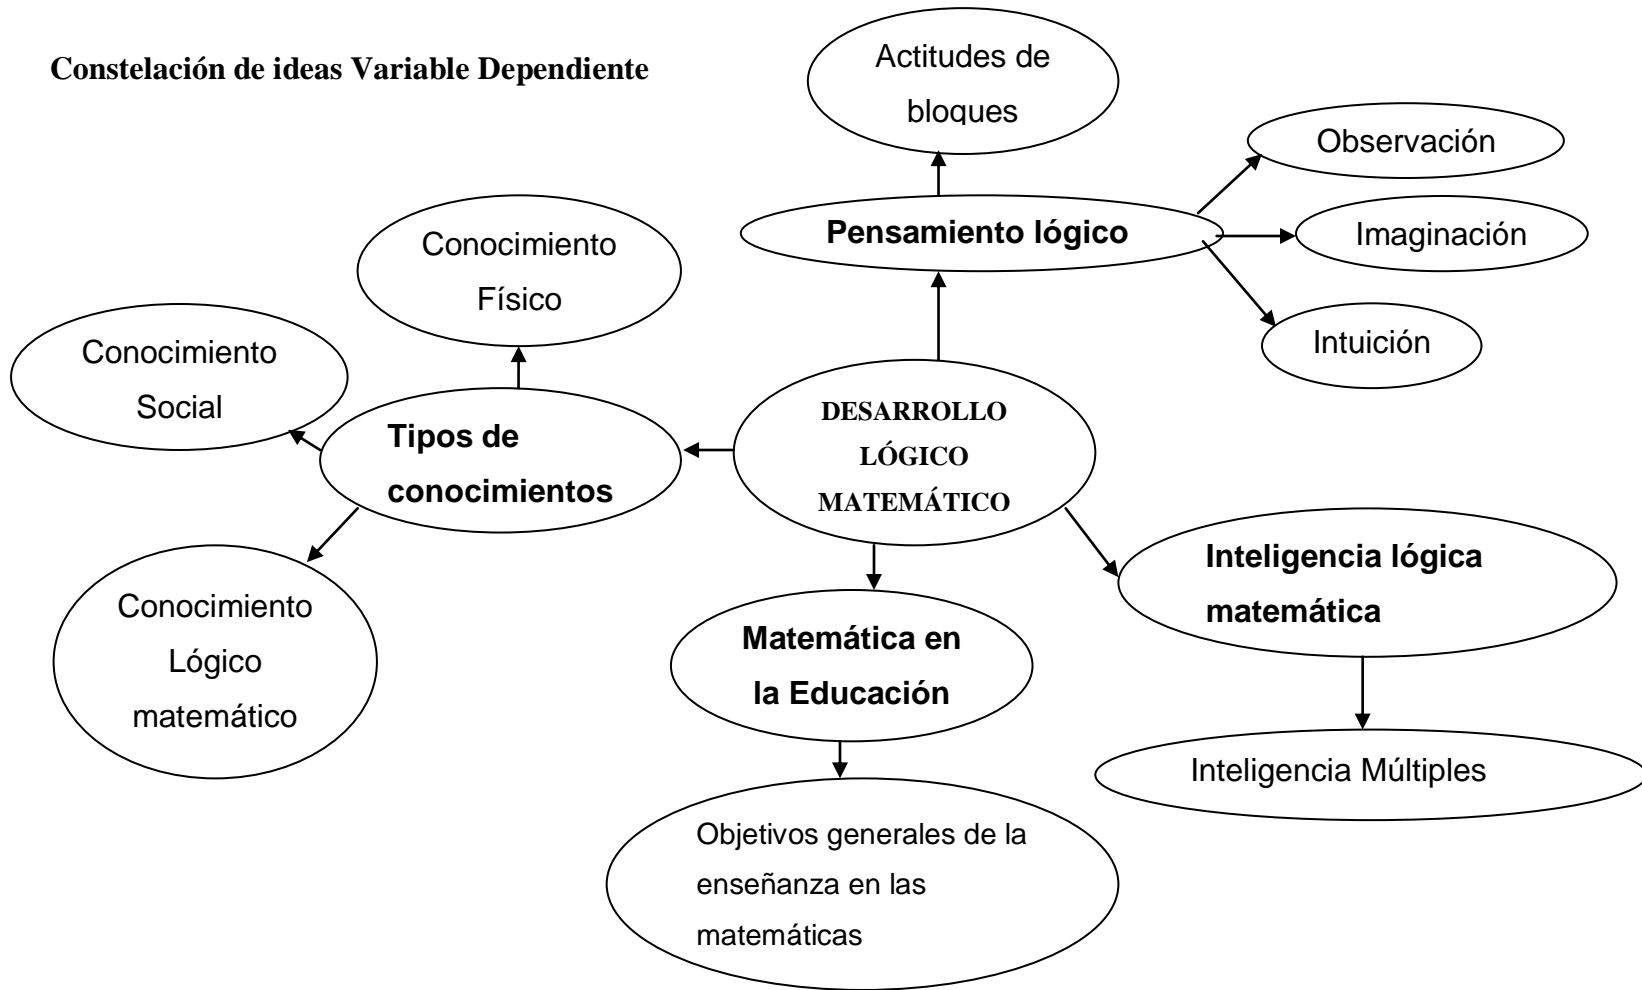 Constelación de ideas Variable Dependiente
Actitudes de
bloques
Observación
Pensamiento lógico
Imaginación
Intuición
Conocimiento
Físico
Conocimiento
Social
Tipos de
conocimientos
DESARROLLO
LÓGICO
MATEMÁTICO
Conocimiento
Lógico
matemático
Matemática en
la Educación
Inteligencia lógica
matemática
Inteligencia Múltiples
Objetivos generales de la
enseñanza en las
matemáticas